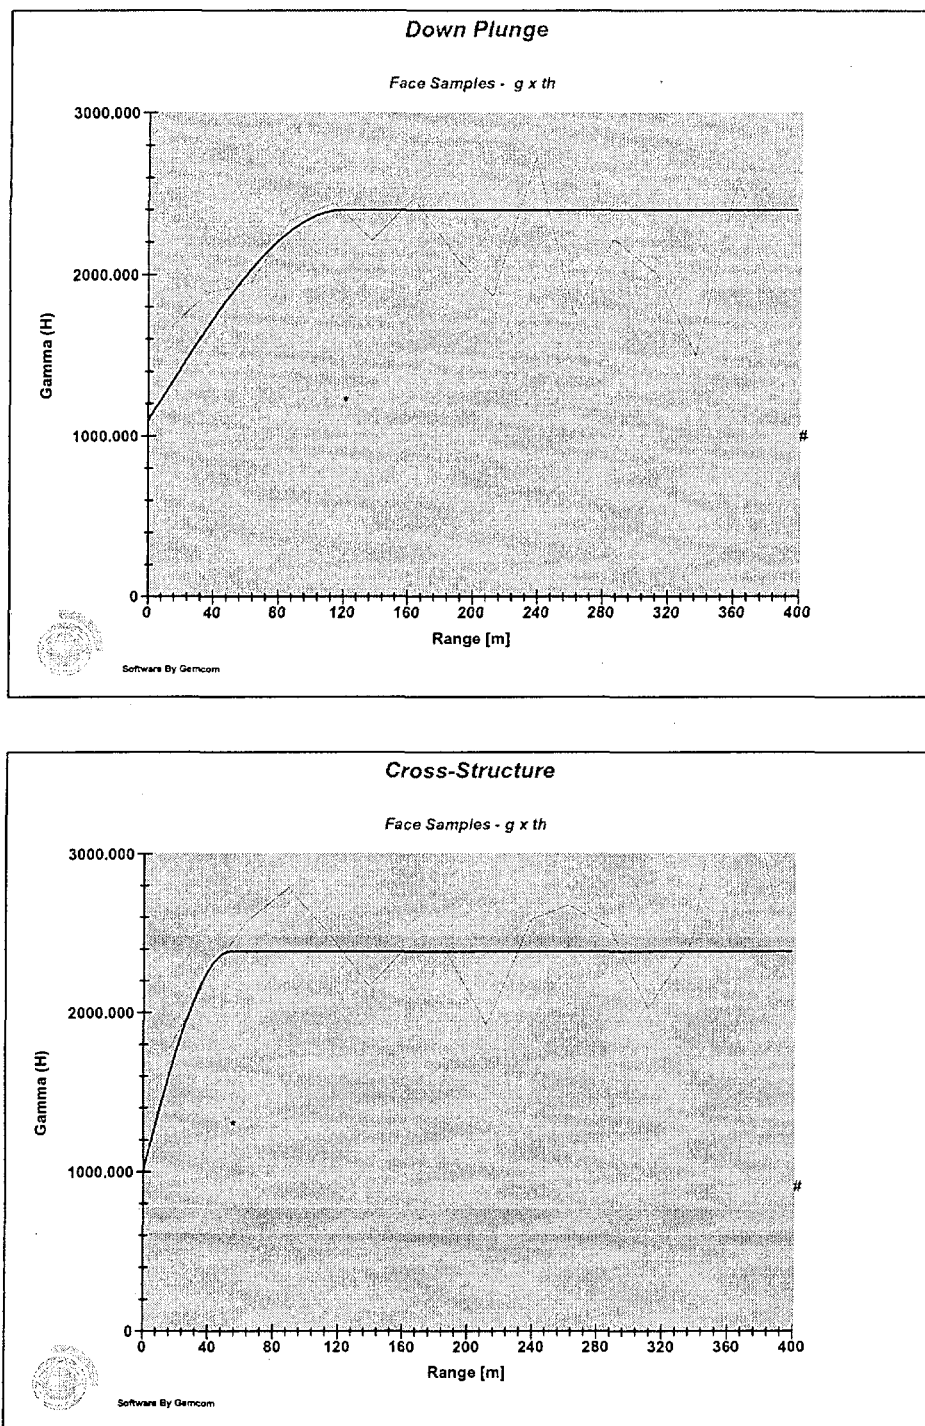 Down Plunge
Face Samples - g x th
3000.000
2000.000
1000.000
0
Gamma (H)
#
0 40 80 120 160 200 240 280 320 360 400
Range [m]
Software By Gemcom
Cross-Structure
Face Samples - g x th
3000.000
2000.000
1000.000
0
Gamma (H)
#
0 40 80 120 160 200 240 280 320 360 400
Range [m]
Software By Gemcom